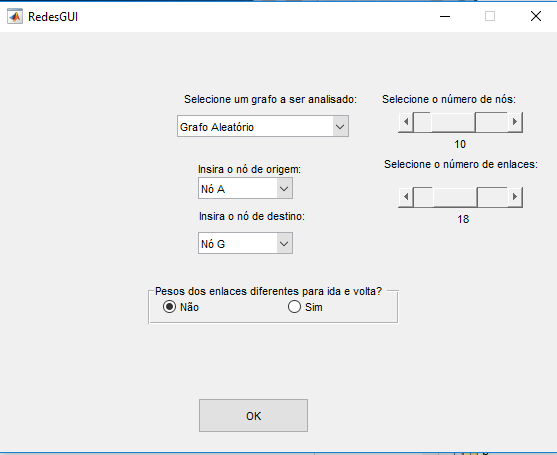 RedesGUI
Selecione um grafo a ser analisado:
Grafo Aleatório
Selecione o número de nós:
10
Insira o nó de origem:
Nó A
Selecione o número de enlaces:
18
Insira o nó de destino:
Nó G
Pesos dos enlaces diferentes para ida e volta?
Não
Sim
OK